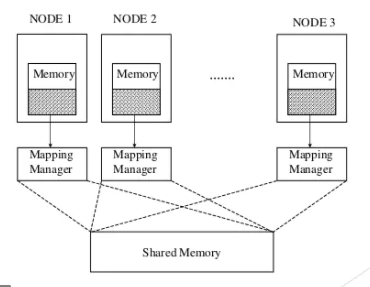 NODE 1 NODE 2 NODE 3
Memory Memory ....... Memory
Mapping Manager Mapping Manager Mapping Manager
Shared Memory